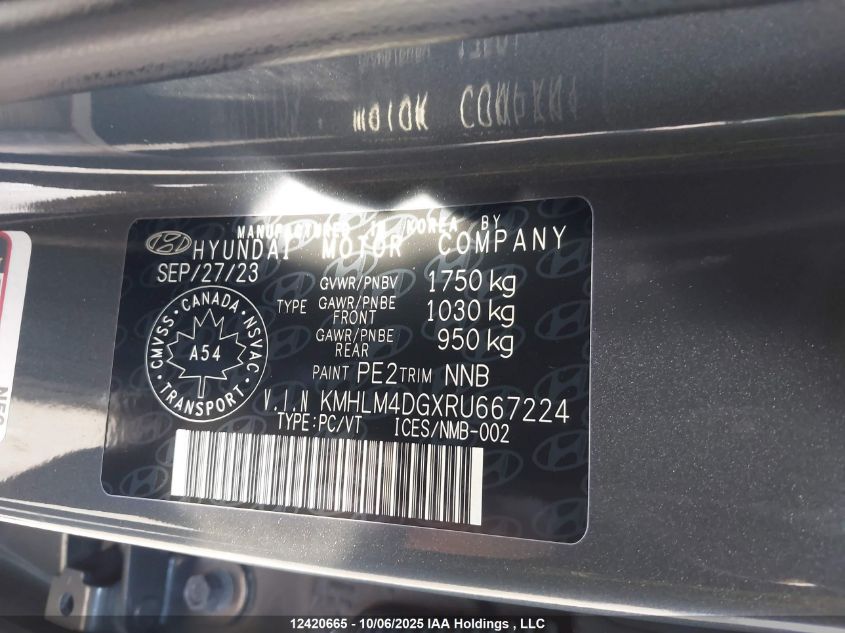 MANUFACTURED IN KOREA BY
HYUNDAI MOTOR COMPANY
SEP/27/23
GVWR/PNBV 1750 kg
TYPE GAWR/PNBE FRONT 1030 kg
GAWR/PNBE REAR 950 kg
PAINT PE2 TRIM NNB
CANADA
CMVSS · NSVAC
A54
TRANSPORT
V.I.N KMHLM4DGXRU667224
TYPE:PC/VT ICES/NMB-002
MOTOR COMPANY
12420665 - 10/06/2025 IAA Holdings , LLC